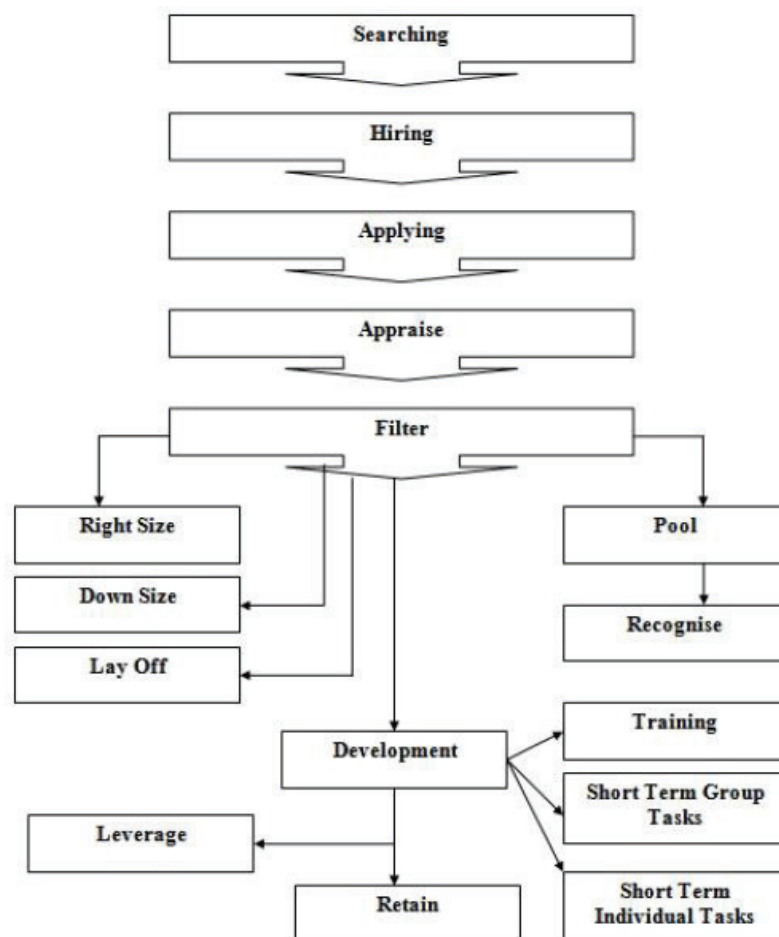 Searching
Hiring
Applying
Appraise
Filter
Right Size
Pool
Down Size
Recognise
Lay Off
Training
Development
Short Term Group
Tasks
Leverage
Retain
Short Term
Individual Tasks